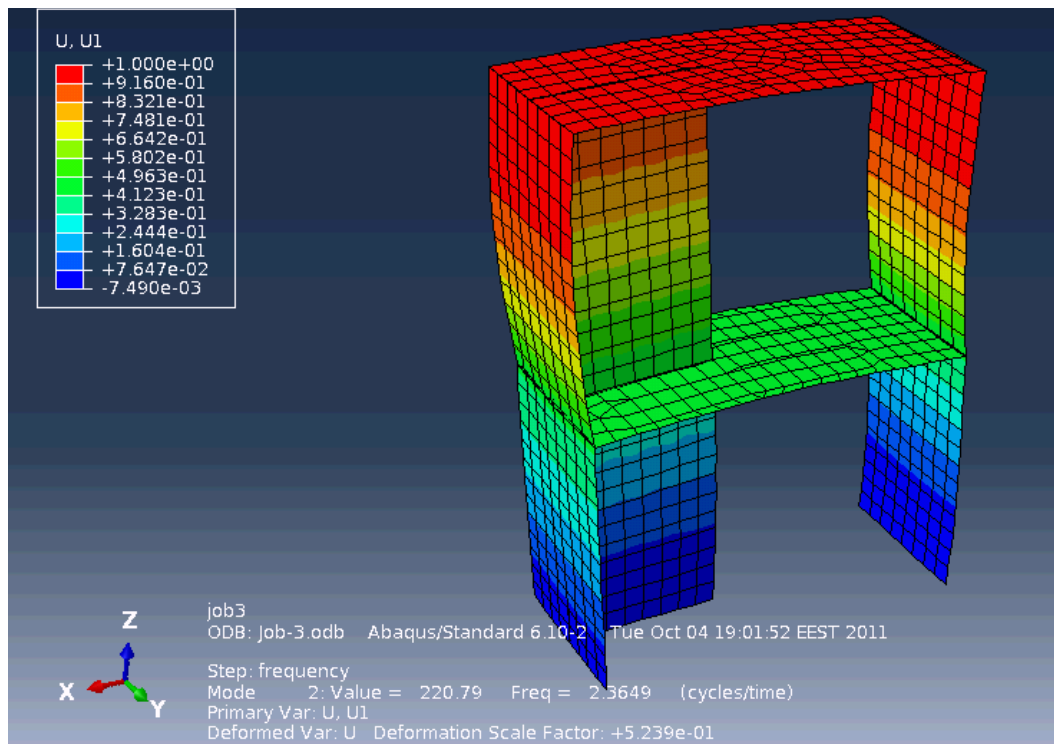 U, U1
+1.000e+00
+9.160e-01
+8.321e-01
+7.481e-01
+6.642e-01
+5.802e-01
+4.963e-01
+4.123e-01
+3.283e-01
+2.444e-01
+1.604e-01
+7.647e-02
-7.490e-03
job3
ODB: Job-3.odb Abaqus/Standard 6.10-2 Tue Oct 04 19:01:52 EEST 2011
Step: frequency
Mode 2: Value = 220.79 Freq = 2.3649 (cycles/time)
Primary Var: U, U1
Deformed Var: U Deformation Scale Factor: +5.239e-01
Z
X
Y